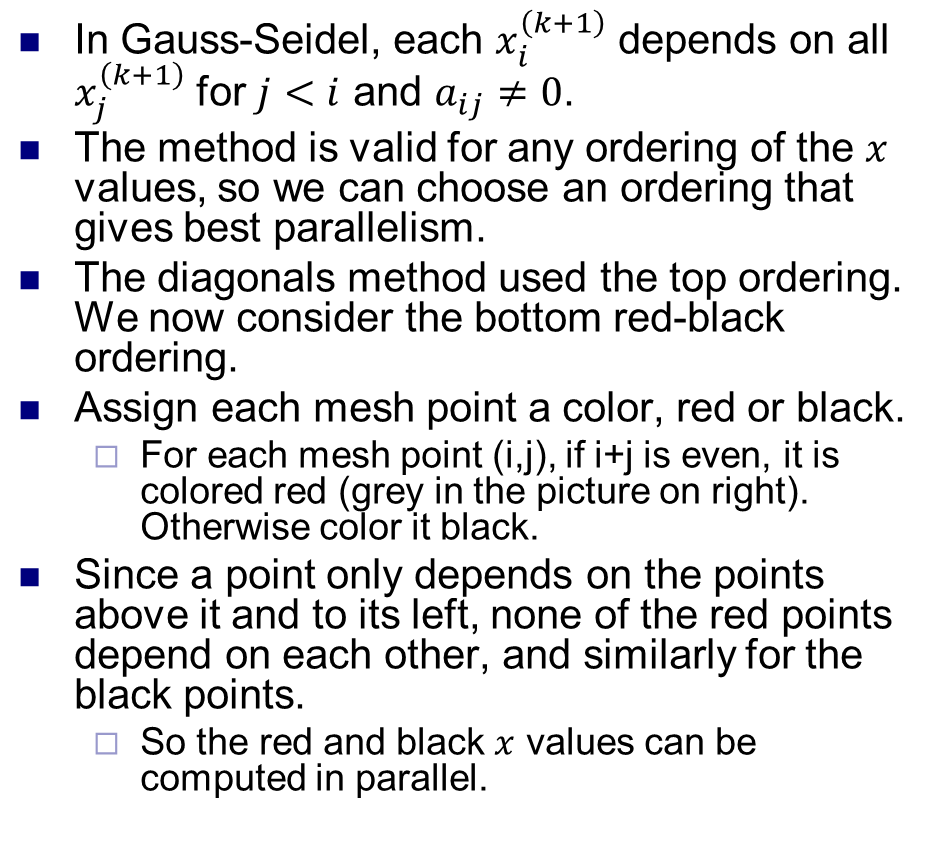 In Gauss-Seidel, each $x_i^{(k+1)}$ depends on all
$x_j^{(k+1)}$ for $j < i$ and $a_{ij} \neq 0$.
The method is valid for any ordering of the $x$
values, so we can choose an ordering that
gives best parallelism.
The diagonals method used the top ordering.
We now consider the bottom red-black
ordering.
Assign each mesh point a color, red or black.
For each mesh point (i,j), if i+j is even, it is
colored red (grey in the picture on right).
Otherwise color it black.
Since a point only depends on the points
above it and to its left, none of the red points
depend on each other, and similarly for the
black points.
So the red and black $x$ values can be
computed in parallel.